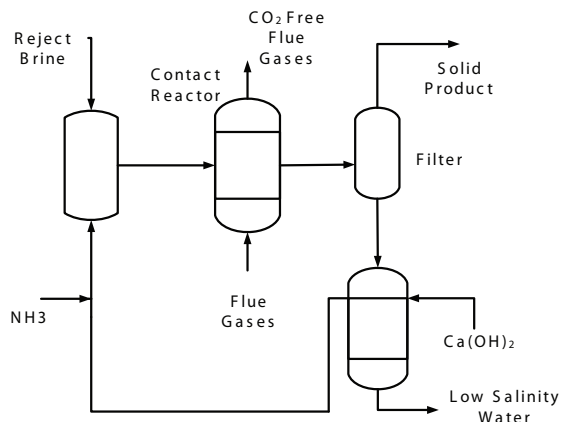 CO₂ Free
Flue
Gases
Reject
Brine
Contact
Reactor
Solid
Product
Filter
NH3
Flue
Gases
Ca(OH)₂
Low Salinity
Water